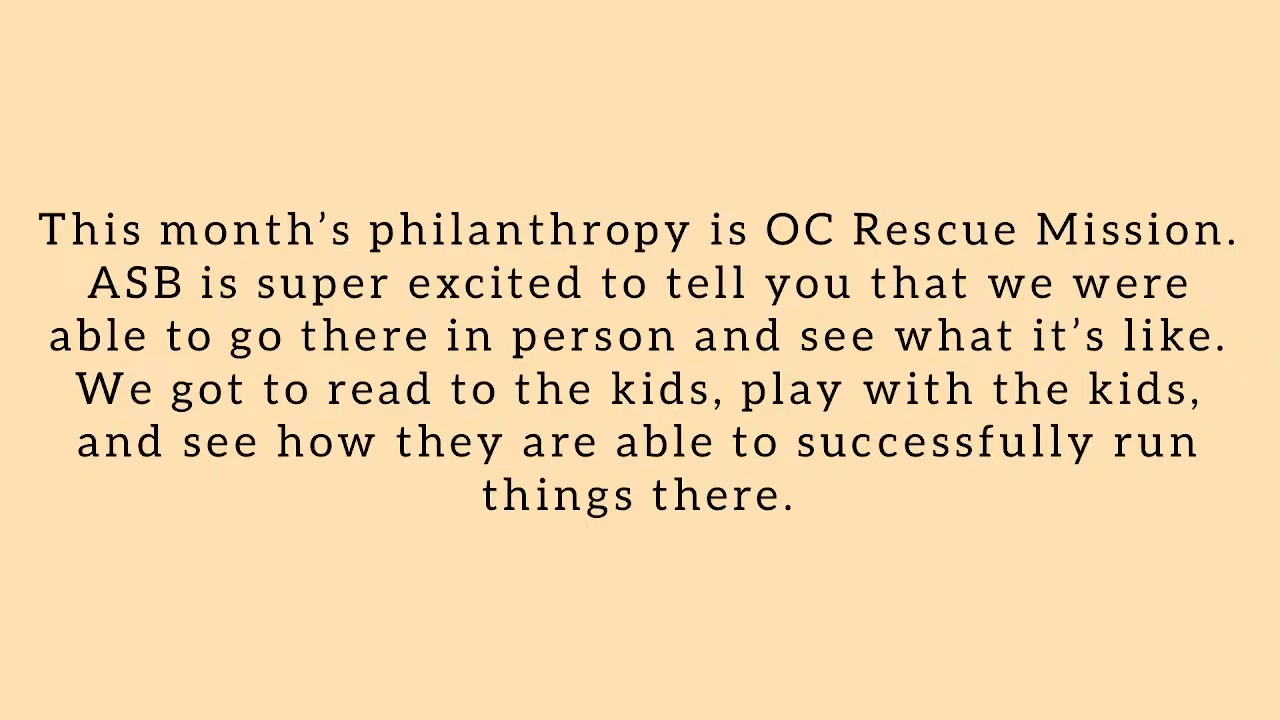 This month’s philanthropy is OC Rescue Mission.
ASB is super excited to tell you that we were
able to go there in person and see what it’s like.
We got to read to the kids, play with the kids,
and see how they are able to successfully run
things there.